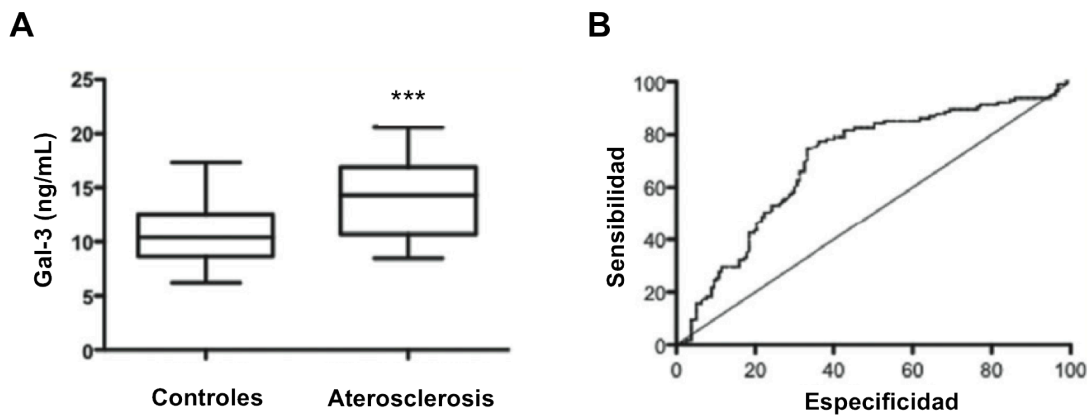 A
25
20
15
10
5
0
Gal-3 (ng/mL)
***
Controles
Aterosclerosis
B
100
80
60
40
20
0
Sensibilidad
0 20 40 60 80 100
Especificidad